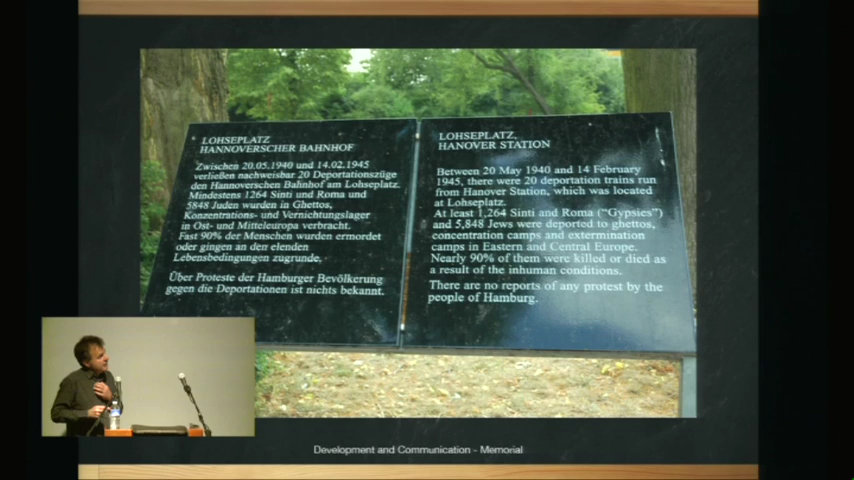 LOHSEPLATZ
HANNOVERSCHER BAHNHOF
Zwischen 20.05.1940 und 14.02.1945
verließen nachweisbar 20 Deportationszüge
den Hannoverschen Bahnhof am Lohseplatz.
Mindestens 1264 Sinti und Roma und
5848 Juden wurden in Ghettos,
Konzentrations- und Vernichtungslager
in Ost- und Mitteleuropa verbracht.
Fast 90% der Menschen wurden ermordet
oder gingen an den elenden
Lebensbedingungen zugrunde.
Über Proteste der Hamburger Bevölkerung
gegen die Deportationen ist nichts bekannt.
LOHSEPLATZ,
HANOVER STATION
Between 20 May 1940 and 14 February
1945, there were 20 deportation trains run
from Hanover Station, which was located
at Lohseplatz.
At least 1,264 Sinti and Roma ("Gypsies")
and 5,848 Jews were deported to ghettos,
concentration camps and extermination
camps in Eastern and Central Europe.
Nearly 90% of them were killed or died as
a result of the inhuman conditions.
There are no reports of any protest by the
people of Hamburg.
Development and Communication - Memorial